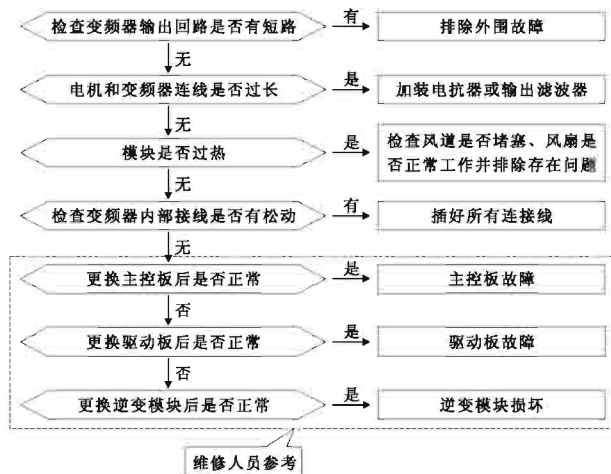 检查变频器输出回路是否有短路
有
排除外围故障
无
电机和变频器连线是否过长
是
加装电抗器或输出滤波器
无
模块是否过热
是
检查风道是否堵塞、风扇是
否正常工作并排除存在问题
无
检查变频器内部接线是否有松动
有
插好所有连接线
无
更换主控板后是否正常
是
主控板故障
否
更换驱动板后是否正常
是
驱动板故障
否
更换逆变模块后是否正常
是
逆变模块损坏
维修人员参考